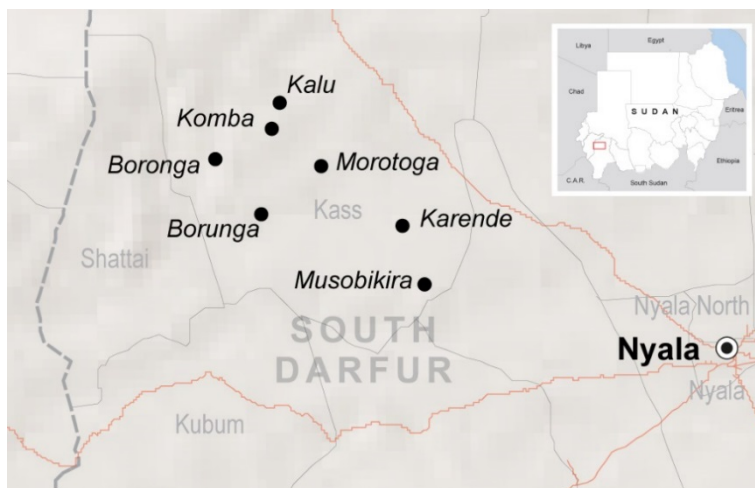 Kalu
Komba
Boronga
Morotoga
Borunga
Kass
Karende
Shattai
Musobikira
SOUTH
DARFUR
Nyala North
Nyala
Nyala
Kubum
Libya
Egypt
Chad
SUDAN
Eritrea
Ethiopia
C.A.R.
South Sudan